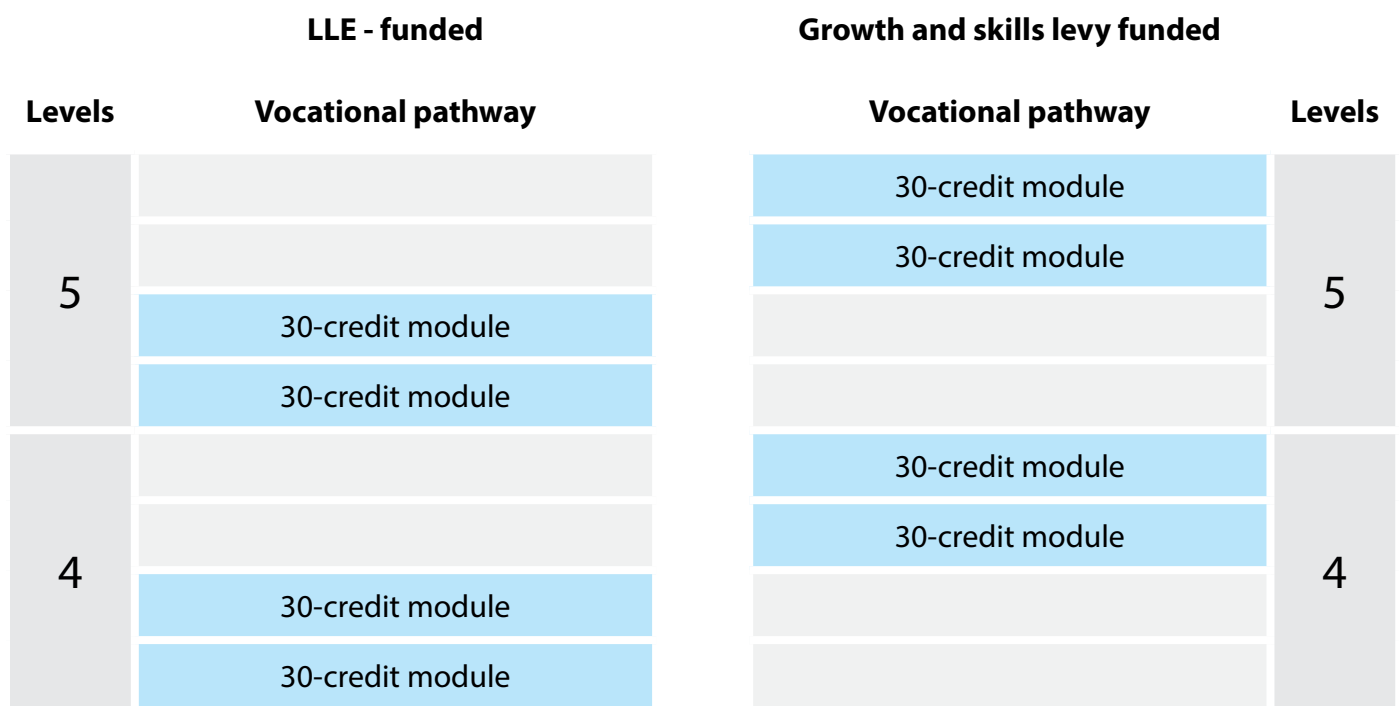 LLE - funded
Growth and skills levy funded
Levels
Vocational pathway
Vocational pathway
Levels
5
30-credit module
30-credit module
4
30-credit module
30-credit module
30-credit module
30-credit module
5
30-credit module
30-credit module
4